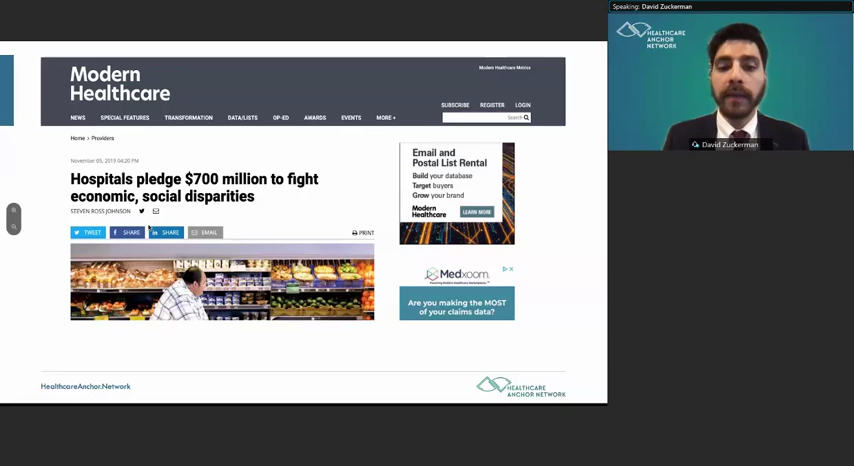 Speaking: David Zuckerman
HEALTHCARE
ANCHOR
NETWORK
David Zuckerman
Modern
Healthcare
Modern Healthcare Metrics
SUBSCRIBE REGISTER LOGIN
NEWS SPECIAL FEATURES TRANSFORMATION DATA/LISTS OP-ED AWARDS EVENTS MORE +
Search
Home > Providers
November 05, 2019 04:20 PM
Hospitals pledge $700 million to fight
economic, social disparities
STEVEN ROSS JOHNSON
TWEET SHARE SHARE EMAIL
PRINT
Email and
Postal List Rental
Build your database
Target buyers
Grow your brand
Modern
Healthcare
LEARN MORE
Medxoom.
Are you making the MOST
of your claims data?
HealthcareAnchor.Network
HEALTHCARE
ANCHOR NETWORK